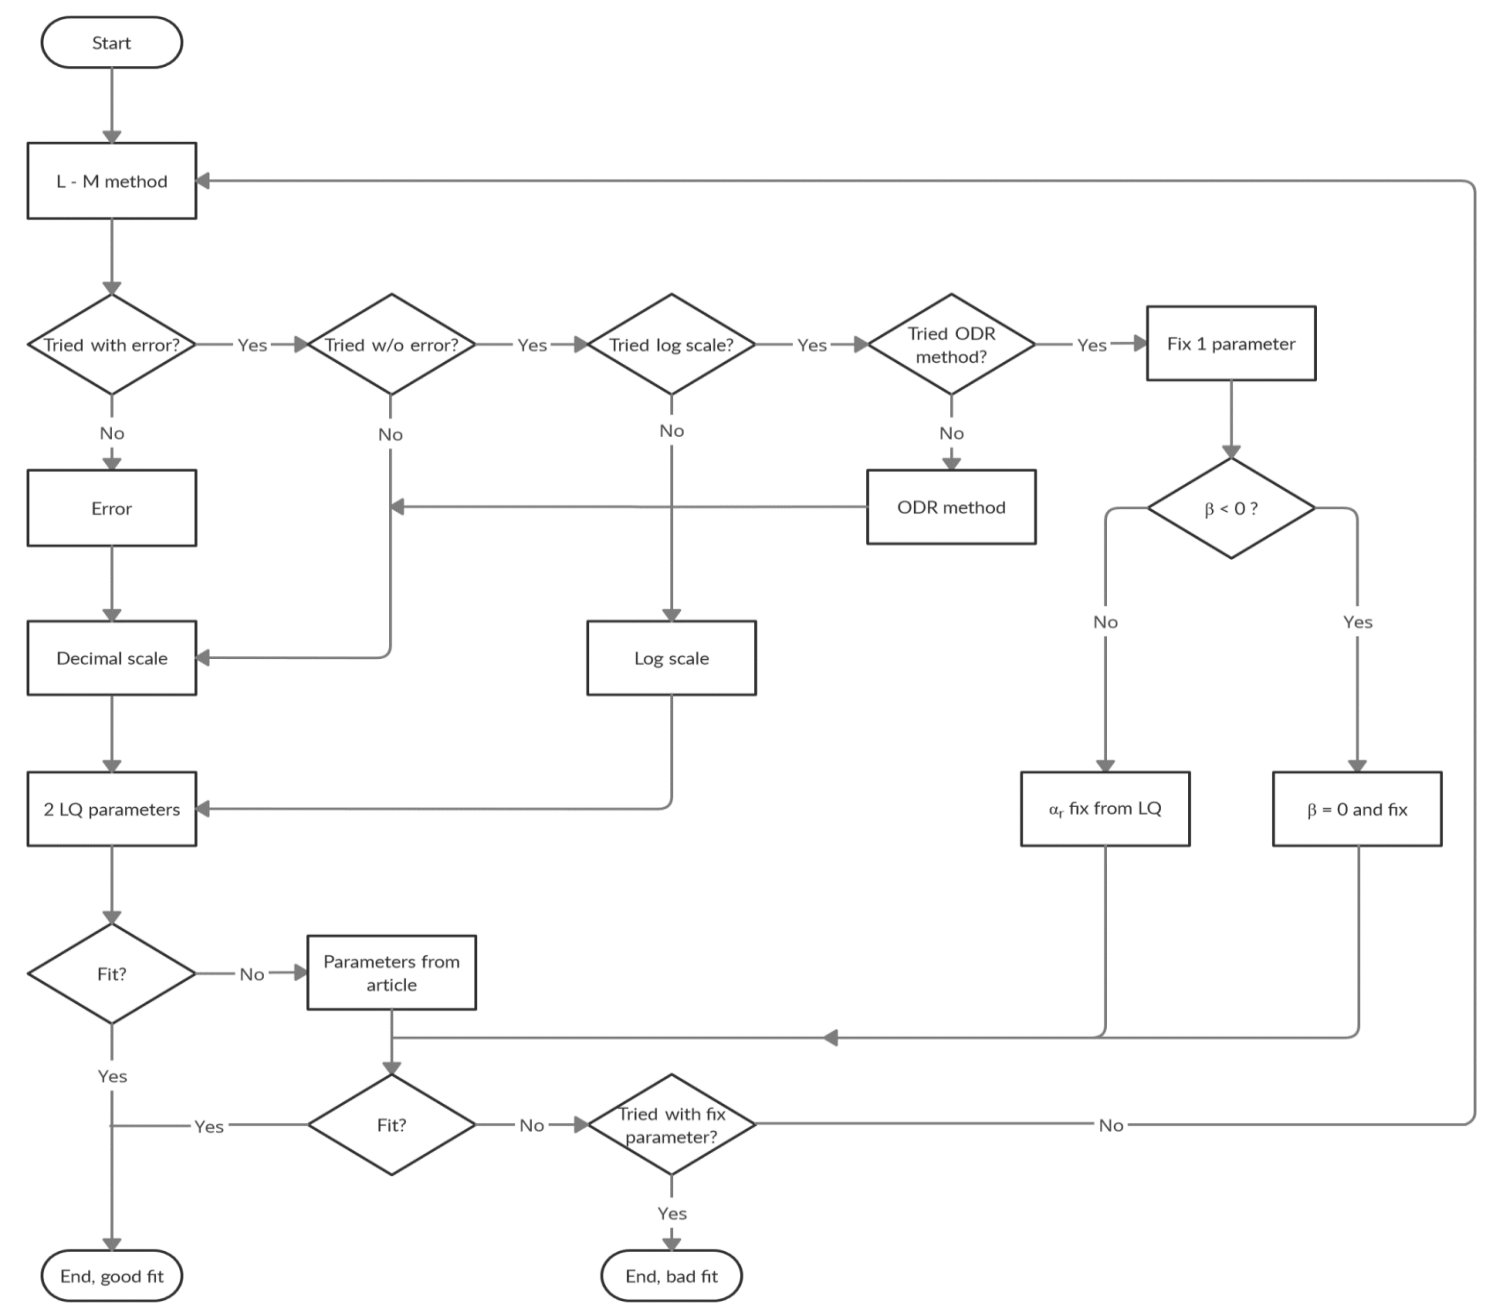 Start
L - M method
Tried with error?
Yes
Tried w/o error?
Yes
Tried log scale?
Yes
Tried ODR
method?
Yes
Fix 1 parameter
No
No
No
No
Error
ODR method
β < 0 ?
No
Yes
Decimal scale
Log scale
2 LQ parameters
αr fix from LQ
β = 0 and fix
Fit?
No
Parameters from
article
Yes
Yes
Fit?
No
Tried with fix
parameter?
No
Yes
End, good fit
End, bad fit